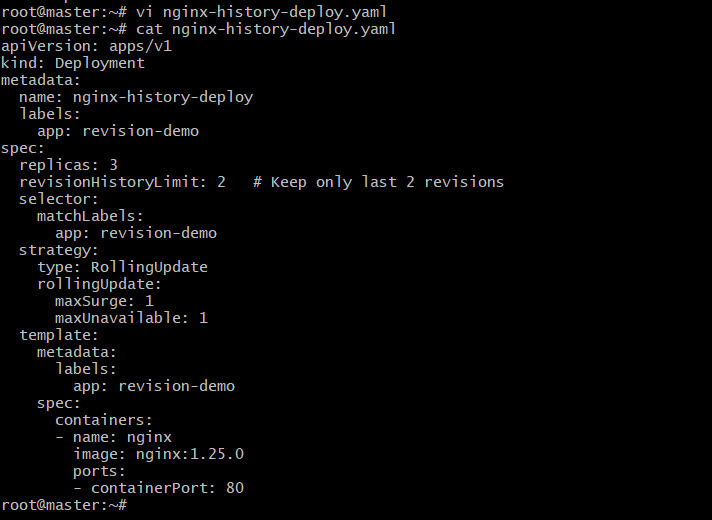 root@master:~# vi nginx-history-deploy.yaml
root@master:~# cat nginx-history-deploy.yaml
apiVersion: apps/v1
kind: Deployment
metadata:
  name: nginx-history-deploy
  labels:
    app: revision-demo
spec:
  replicas: 3
  revisionHistoryLimit: 2   # Keep only last 2 revisions
  selector:
    matchLabels:
      app: revision-demo
  strategy:
    type: RollingUpdate
    rollingUpdate:
      maxSurge: 1
      maxUnavailable: 1
  template:
    metadata:
      labels:
        app: revision-demo
    spec:
      containers:
      - name: nginx
        image: nginx:1.25.0
        ports:
        - containerPort: 80
root@master:~#